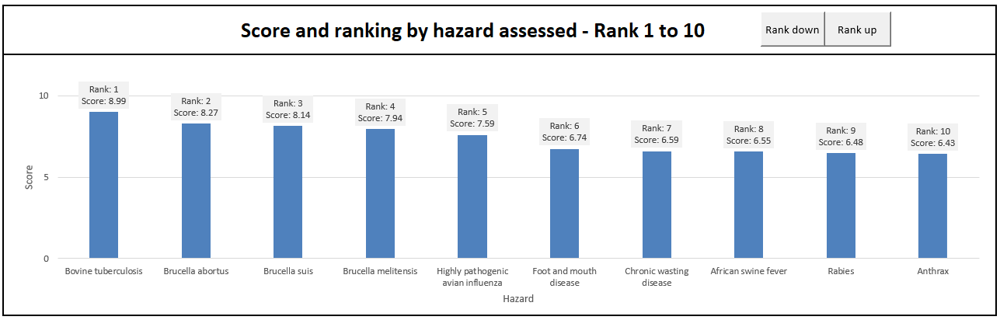 Score and ranking by hazard assessed - Rank 1 to 10
Rank down
Rank up
10
5
0
Score
Rank: 1
Score: 8.99
Rank: 2
Score: 8.27
Rank: 3
Score: 8.14
Rank: 4
Score: 7.94
Rank: 5
Score: 7.59
Rank: 6
Score: 6.74
Rank: 7
Score: 6.59
Rank: 8
Score: 6.55
Rank: 9
Score: 6.48
Rank: 10
Score: 6.43
Bovine tuberculosis
Brucella abortus
Brucella suis
Brucella melitensis
Highly pathogenic
avian influenza
Foot and mouth
disease
Chronic wasting
disease
African swine fever
Rabies
Anthrax
Hazard